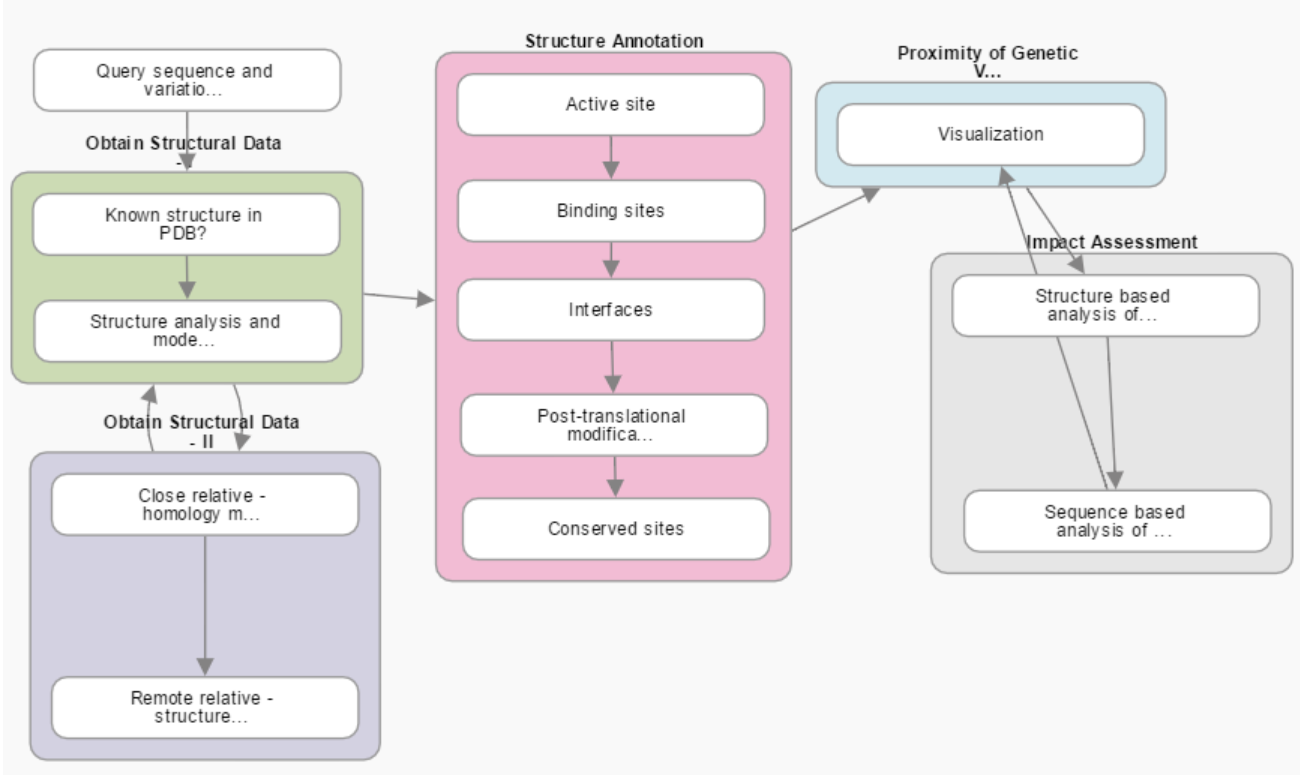 Query sequence and
variatio...
Obtain Structural Data
- I
Known structure in
PDB?
Structure analysis and
mode...
Obtain Structural Data
- II
Close relative -
homology m...
Remote relative -
structure...
Structure Annotation
Active site
Binding sites
Interfaces
Post-translational
modifica...
Conserved sites
Proximity of Genetic
V...
Visualization
Impact Assessment
Structure based
analysis of...
Sequence based
analysis of ...